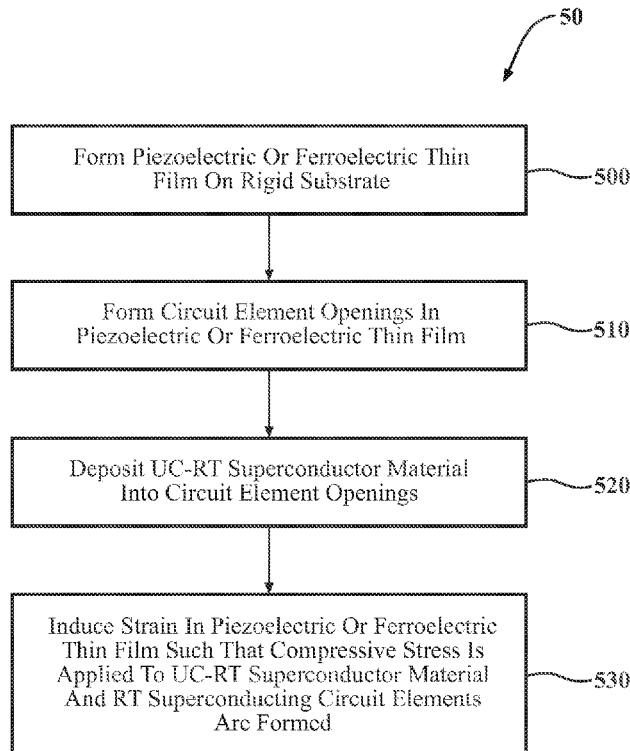 50
Form Piezoelectric Or Ferroelectric Thin
Film On Rigid Substrate
500
Form Circuit Element Openings In
Piezoelectric Or Ferroelectric Thin Film
510
Deposit UC-RT Superconductor Material
Into Circuit Element Openings
520
Induce Strain In Piezoelectric Or Ferroelectric
Thin Film Such That Compressive Stress Is
Applied To UC-RT Superconductor Material
And RT Superconducting Circuit Elements
Are Formed
530